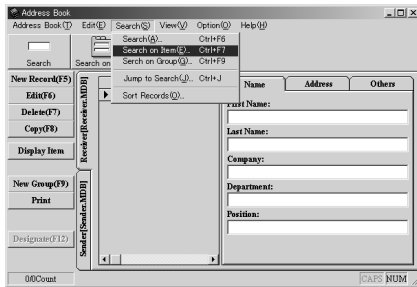 Address Book
Address Book(T) Edit(E) Search(S) View(V) Option(O) Help(H)
Search(A)... Ctrl+F6
Search on Item(E)... Ctrl+F7
Serch on Group(G)... Ctrl+F9
Jump to Search(J)... Ctrl+J
Sort Records(O)...
Search
Search on
New Record(F5)
Edit(F6)
Delete(F7)
Copy(F8)
Display Item
New Group(F9)
Print
Designate(F12)
Receiver[Receiver.MDB]
Sender[Sender.MDB]
Name Address Others
First Name:
Last Name:
Company:
Department:
Position:
0/0Count
CAPS NUM